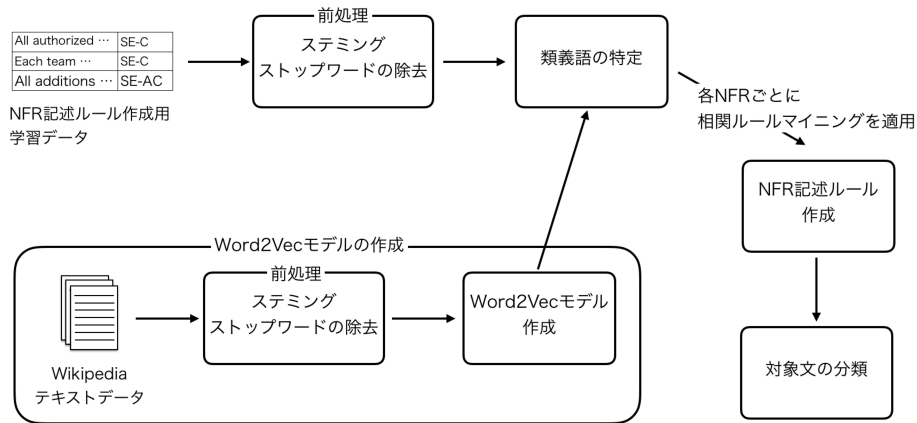 All authorized … SE-C
Each team … SE-C
All additions … SE-AC
NFR記述ルール作成用
学習データ
前処理
ステミング
ストップワードの除去
類義語の特定
各NFRごとに
相関ルールマイニングを適用
NFR記述ルール
作成
対象文の分類
Word2Vecモデルの作成
Wikipedia
テキストデータ
前処理
ステミング
ストップワードの除去
Word2Vecモデル
作成